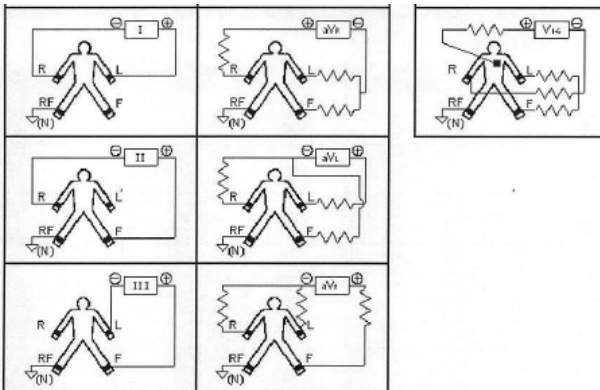 ⊖ I ⊕
R L
RF F
(N)
⊖ aVR ⊕
R L
RF F
(N)
⊕ V1-6 ⊖
R L
RF F
(N)
⊖ II ⊕
R L
RF F
(N)
⊖ aVL ⊕
R L
RF F
(N)
⊖ III ⊕
R L
RF F
(N)
⊖ aVF ⊕
R L
RF F
(N)